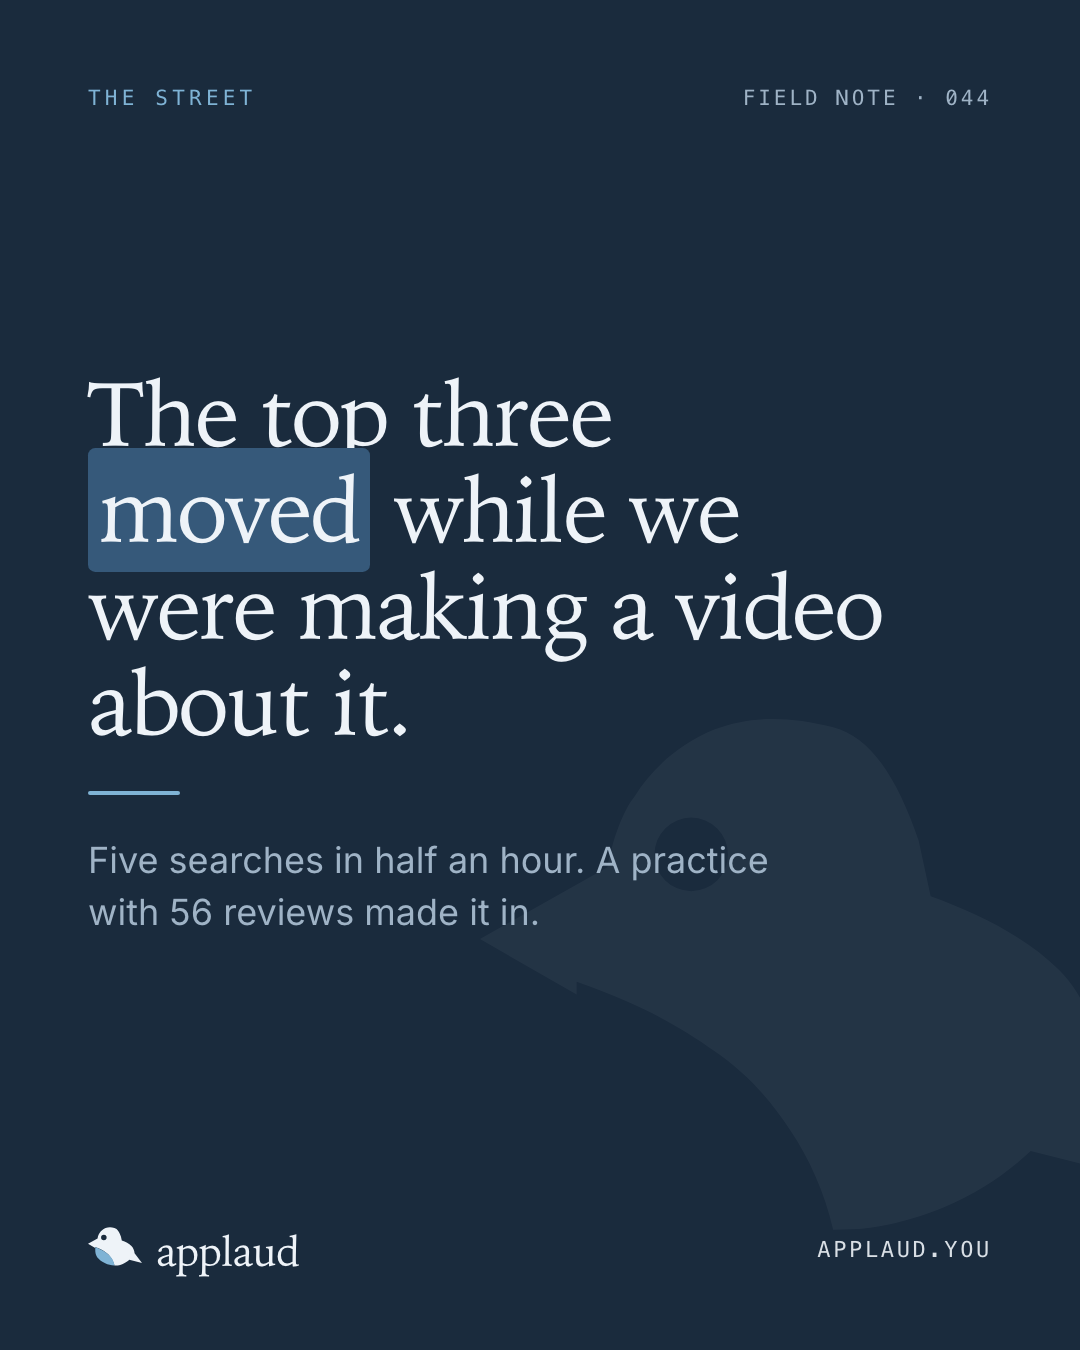 THE STREET
FIELD NOTE · 044
The top three
moved while we
were making a video
about it.
Five searches in half an hour. A practice
with 56 reviews made it in.
applaud
APPLAUD.YOU